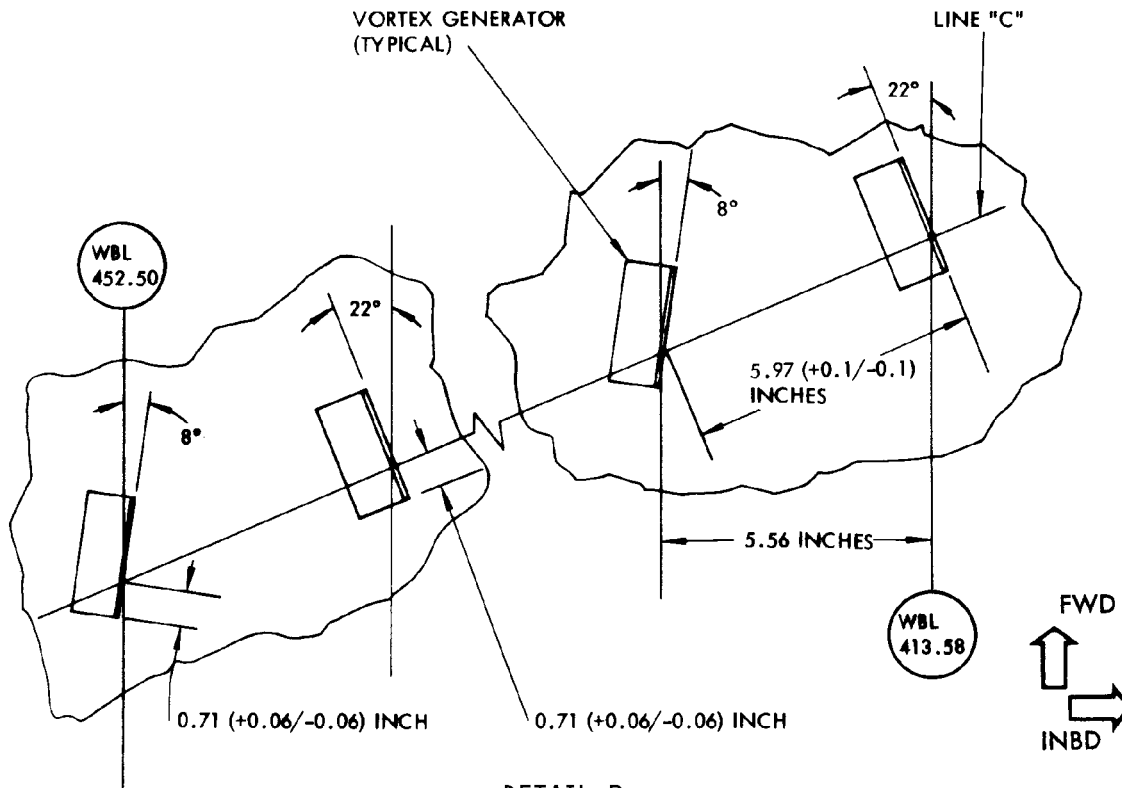 VORTEX GENERATOR
(TYPICAL)
LINE "C"
22°
8°
WBL
452.50
22°
8°
5.97 (+0.1/-0.1)
INCHES
5.56 INCHES
WBL
413.58
FWD
INBD
0.71 (+0.06/-0.06) INCH
0.71 (+0.06/-0.06) INCH